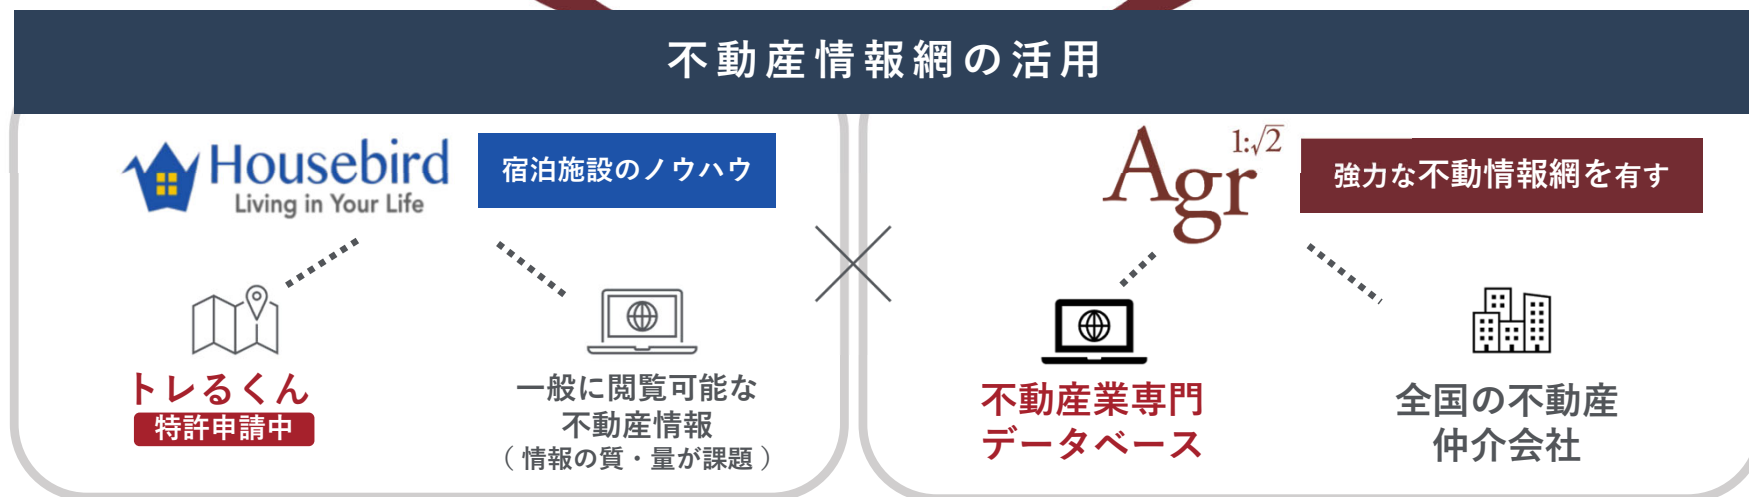 不動産情報網の活用
Housebird
Living in Your Life
宿泊施設のノウハウ
トレるくん
特許申請中
一般に閲覧可能な
不動産情報
（情報の質・量が課題）
×
Agr 1:√2
強力な不動情報網を有す
不動産業専門
データベース
全国の不動産
仲介会社